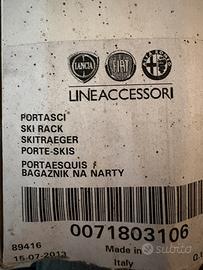 LANCIA FIAT
LINEACCESSORI
PORTASCI
SKI RACK
SKITRAEGER
PORTE-SKIS
PORTAESQUIS
BAGAZNIK NA NARTY
0071803106
89416
Made in
15-07-2013
Italy
subito